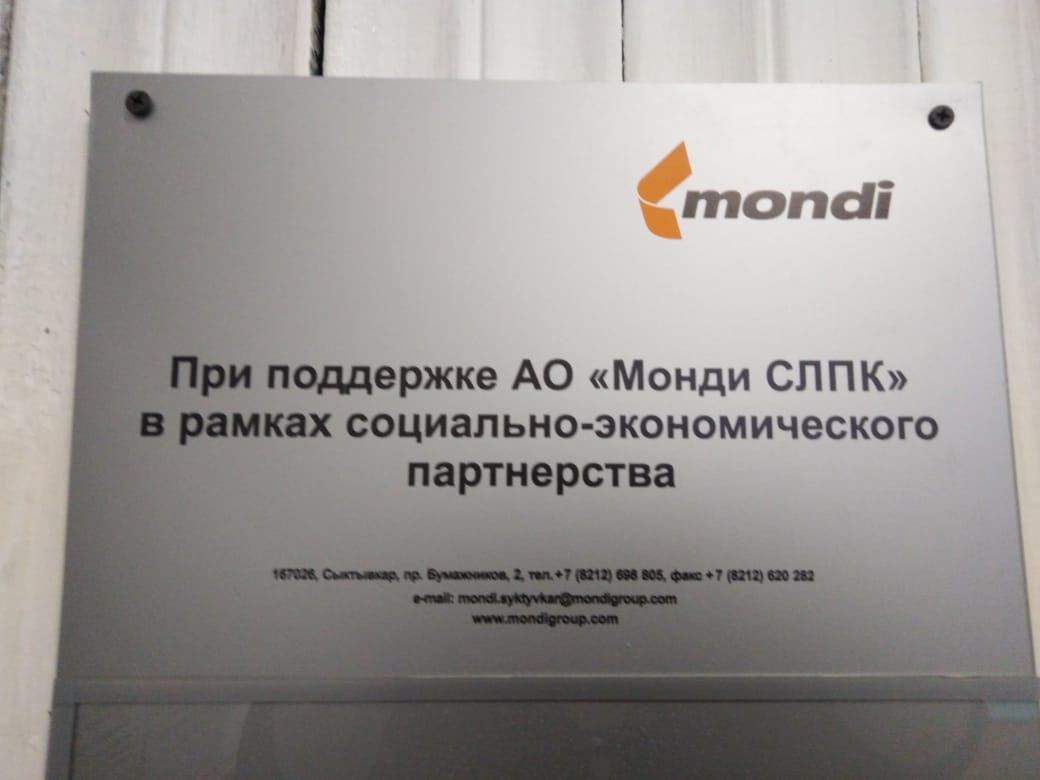 mondi
При поддержке АО «Монди СЛПК»
в рамках социально-экономического
партнерства
167026, Сыктывкар, пр. Бумажников, 2, тел.+7 (8212) 698 805, факс +7 (8212) 620 282
e-mail: mondi.syktyvkar@mondigroup.com
www.mondigroup.com